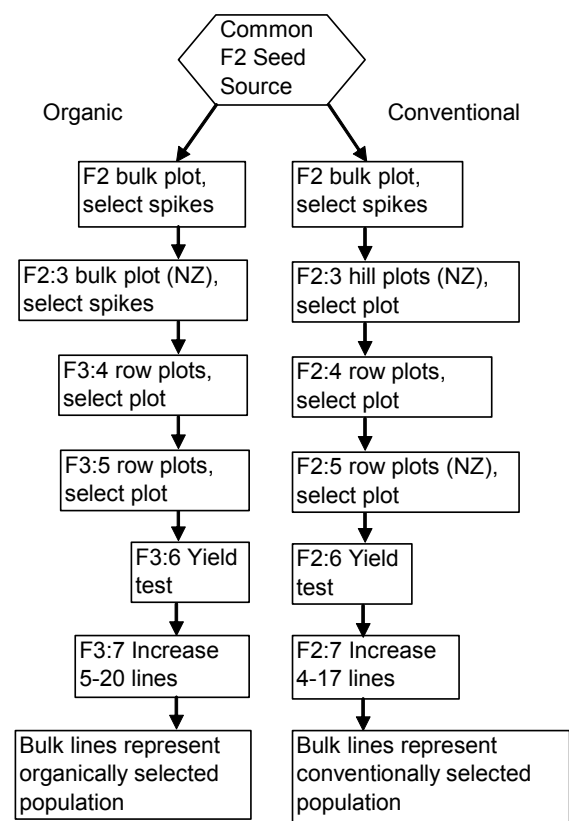 Common
F2 Seed
Source
Organic
Conventional
F2 bulk plot,
select spikes
F2 bulk plot,
select spikes
F2:3 bulk plot (NZ),
select spikes
F2:3 hill plots (NZ),
select plot
F3:4 row plots,
select plot
F2:4 row plots,
select plot
F3:5 row plots,
select plot
F2:5 row plots (NZ),
select plot
F3:6 Yield
test
F2:6 Yield
test
F3:7 Increase
5-20 lines
F2:7 Increase
4-17 lines
Bulk lines represent
organically selected
population
Bulk lines represent
conventionally selected
population